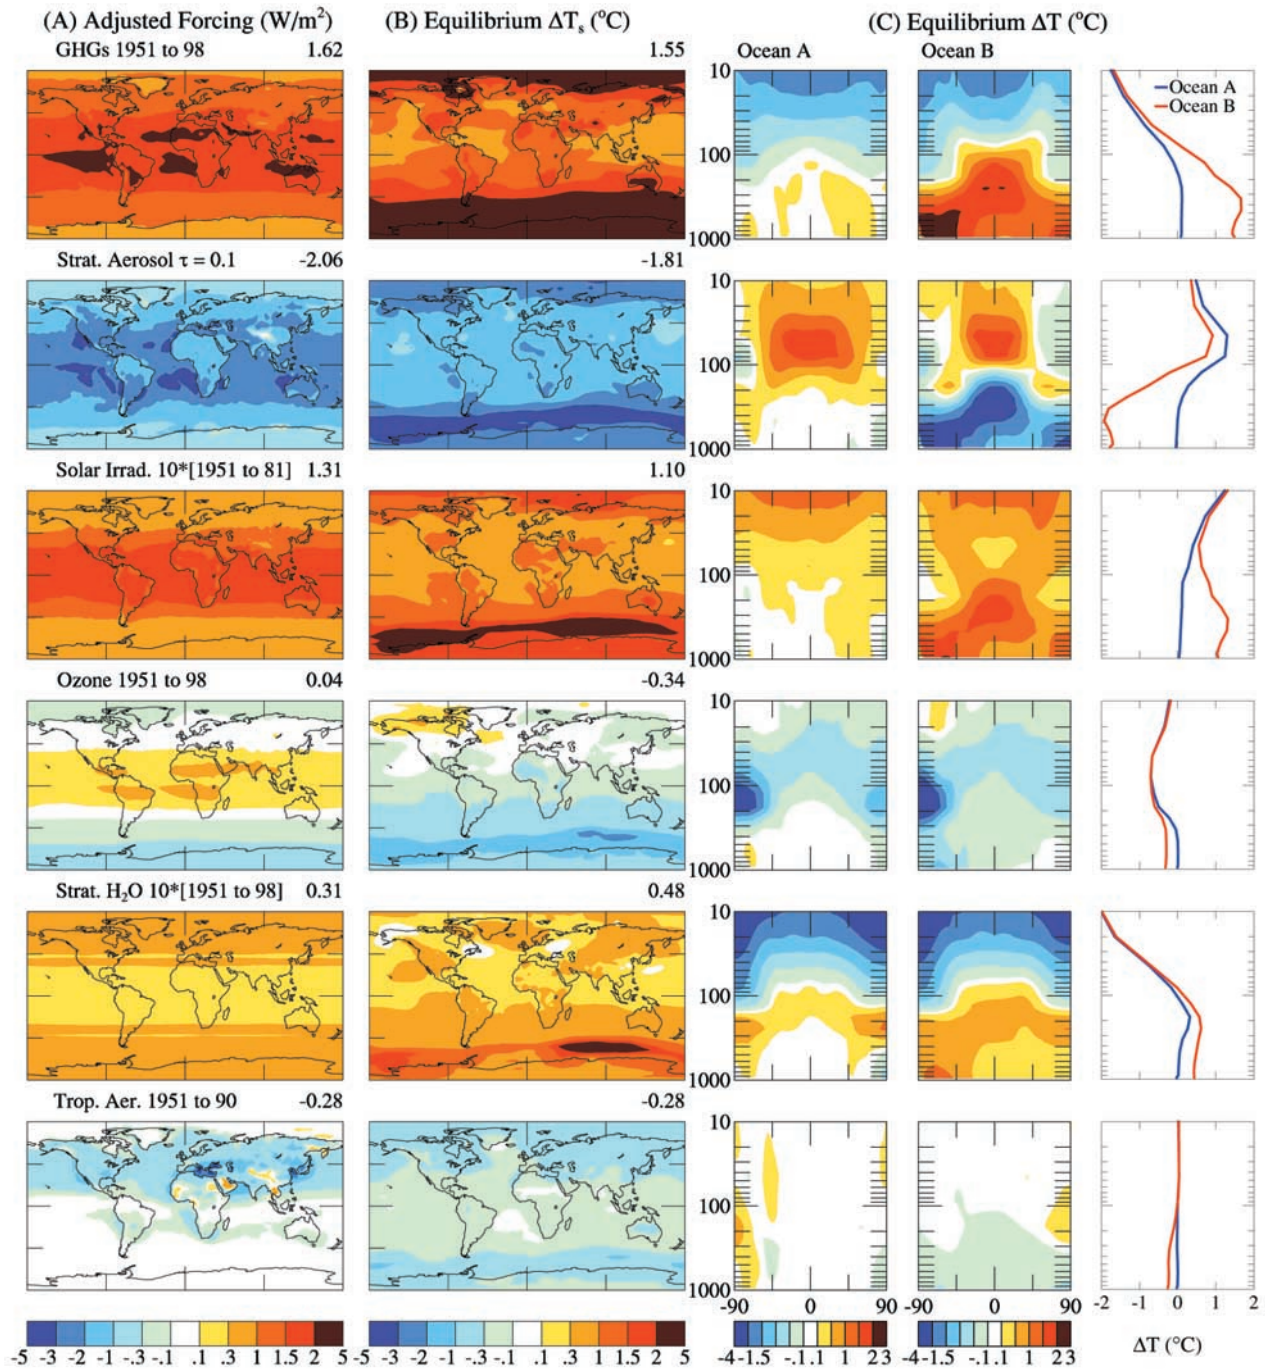 (A) Adjusted Forcing (W/m²) (B) Equilibrium ΔTₛ (°C) (C) Equilibrium ΔT (°C)
GHGs 1951 to 98 1.62 1.55 Ocean A Ocean B
10
Ocean A
Ocean B
100
1000
Strat. Aerosol τ = 0.1 -2.06 -1.81
10
100
1000
Solar Irrad. 10*[1951 to 81] 1.31 1.10
10
100
1000
Ozone 1951 to 98 0.04 -0.34
10
100
1000
Strat. H₂O 10*[1951 to 98] 0.31 0.48
10
100
1000
Trop. Aer. 1951 to 90 -0.28 -0.28
10
100
1000
-90 0 90 -90 0 90 -2 -1 0 1 2
-5 -3 -1 -.3 -.1 .1 .3 1 1.5 2 5 -5 -3 -1 -.3 -.1 .1 .3 1 1.5 2 5 -4 -1.5 -.1 .1 1 2.3 -4 -1.5 -.1 .1 1 2.3
ΔT (°C)